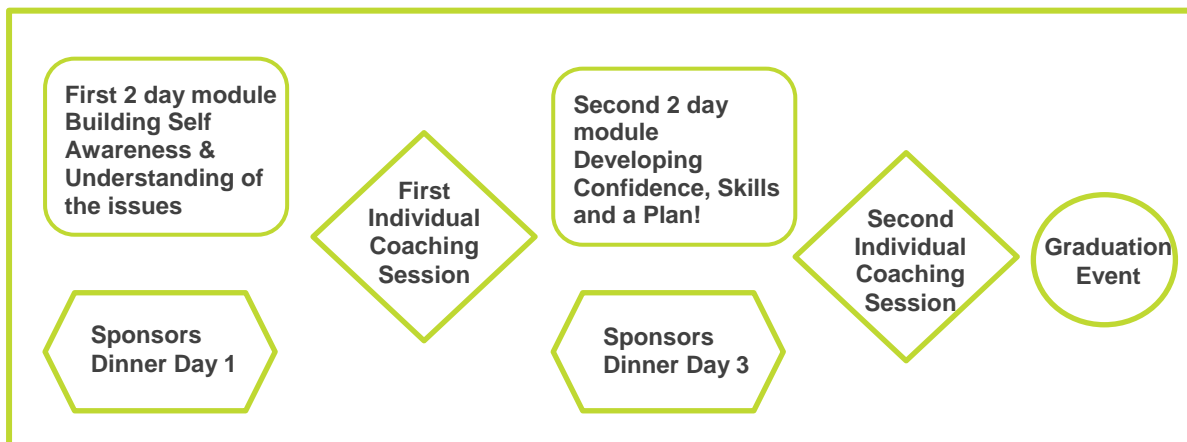 First 2 day module
Building Self
Awareness &
Understanding of
the issues
Sponsors
Dinner Day 1
First
Individual
Coaching
Session
Second 2 day
module
Developing
Confidence, Skills
and a Plan!
Sponsors
Dinner Day 3
Second
Individual
Coaching
Session
Graduation
Event